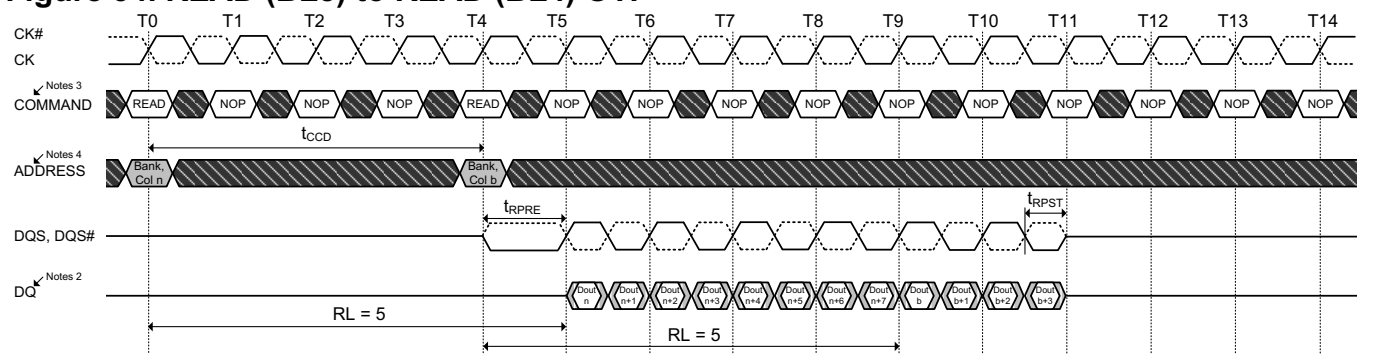 Figure READ (BL8) to READ (BL4) OTF
T0 T1 T2 T3 T4 T5 T6 T7 T8 T9 T10 T11 T12 T13 T14
CK#
CK
Notes 3
COMMAND READ NOP NOP NOP READ NOP NOP NOP NOP NOP NOP NOP NOP NOP NOP
tCCD
Notes 4
ADDRESS Bank, Col n Bank, Col b
tRPRE tRPST
DQS, DQS#
Notes 2
DQ Dout n Dout n+1 Dout n+2 Dout n+3 Dout n+4 Dout n+5 Dout n+6 Dout n+7 Dout b Dout b+1 Dout b+2 Dout b+3
RL = 5
RL = 5